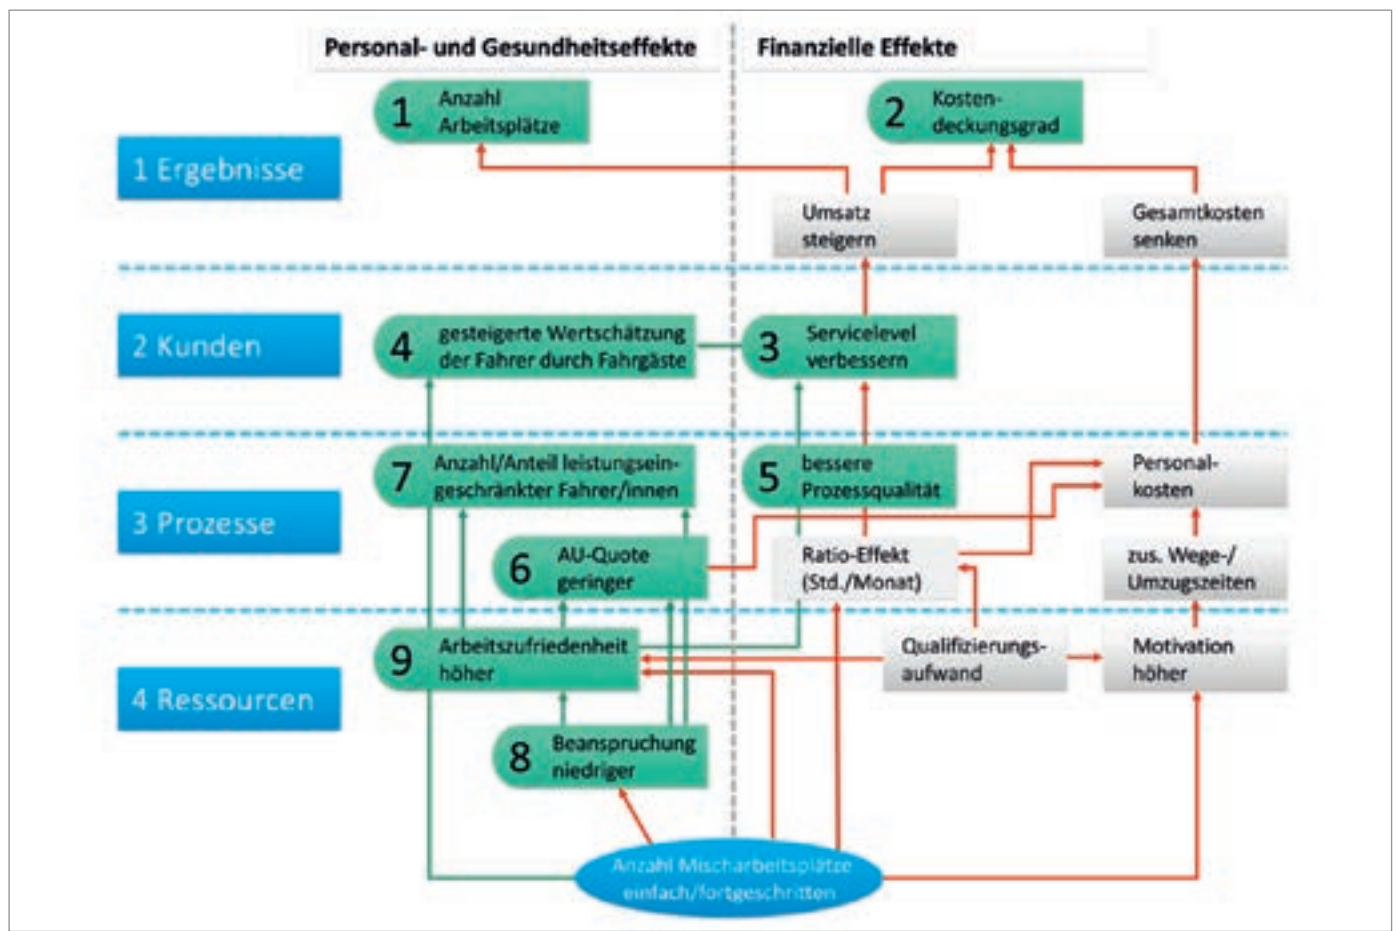 Personal- und Gesundheitseffekte
Finanzielle Effekte
1 Anzahl
Arbeitsplätze
2 Kosten-
deckungsgrad
1 Ergebnisse
Umsatz
steigern
Gesamtkosten
senken
2 Kunden
4 gesteigerte Wertschätzung
der Fahrer durch Fahrgäste
3 Servicelevel
verbessern
3 Prozesse
7 Anzahl/Anteil leistungsein-
geschränkter Fahrer/innen
5 bessere
Prozessqualität
Personal-
kosten
6 AU-Quote
geringer
Ratio-Effekt
(Std./Monat)
zus. Wege-/
Umzugszeiten
4 Ressourcen
9 Arbeitszufriedenheit
höher
Qualifizierungs-
aufwand
Motivation
höher
8 Beanspruchung
niedriger
Anzahl Mischarbeitsplätze
einfach/fortgeschritten